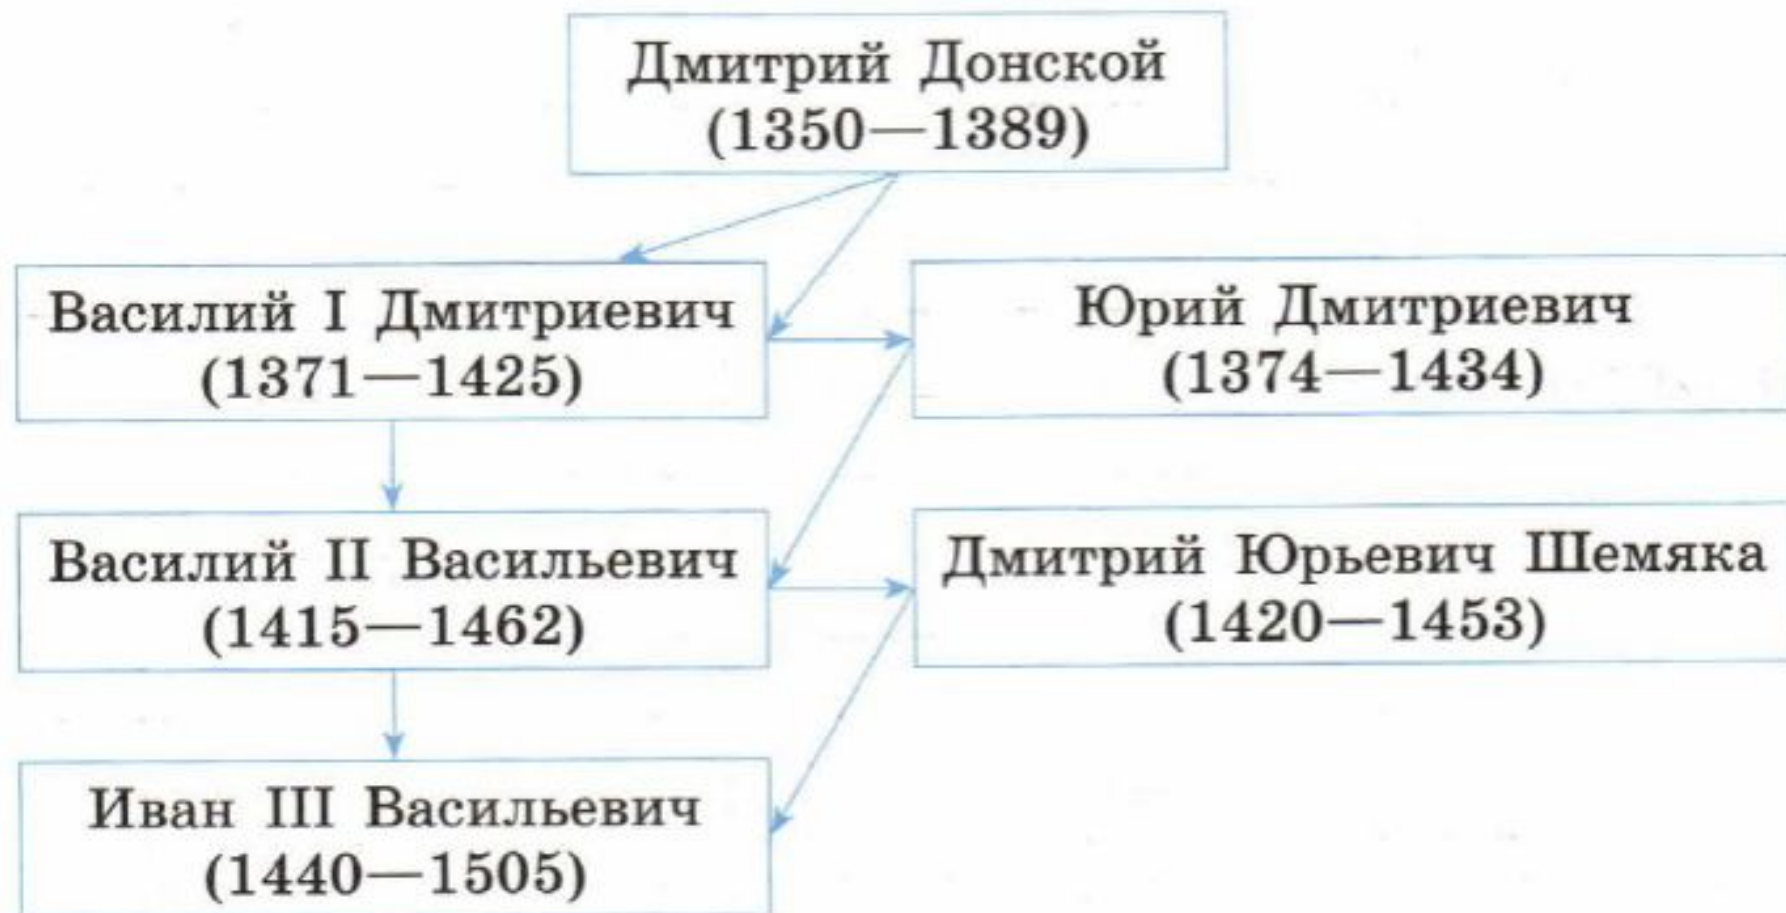 Дмитрий Донской
(1350—1389)
Василий I Дмитриевич
(1371—1425)
Юрий Дмитриевич
(1374—1434)
Василий II Васильевич
(1415—1462)
Дмитрий Юрьевич Шемяка
(1420—1453)
Иван III Васильевич
(1440—1505)